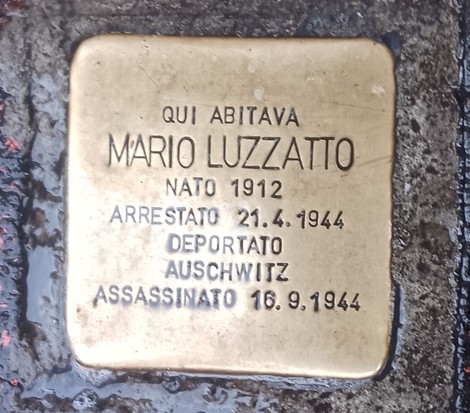 QUI ABITAVA
MARIO LUZZATTO
NATO 1912
ARRESTATO 21.4.1944
DEPORTATO
AUSCHWITZ
ASSASSINATO 16.9.1944